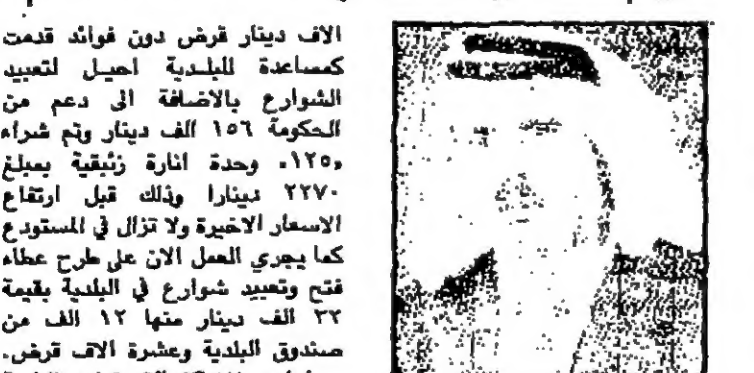 الاف دينار قرض دون فوائد قدمت
كمساعدة للبلدية احيل لتعبيد
الشوارع بالاضافة الى دعم من
الحكومة ١٥٦ الف دينار وتم شراء
«١٢٥» وحدة انارة زئبقية بمبلغ
٢٢٧٠ دينارا وذلك قبل ارتفاع
الاسعار الاخيرة ولا تزال في المستودع
كما يجري العمل الان على طرح عطاء
فتح وتعبيد شوارع في البلدية بقيمة
٢٢ الف دينار منها ١٢ الف من
صندوق البلدية وعشرة الاف قرض.